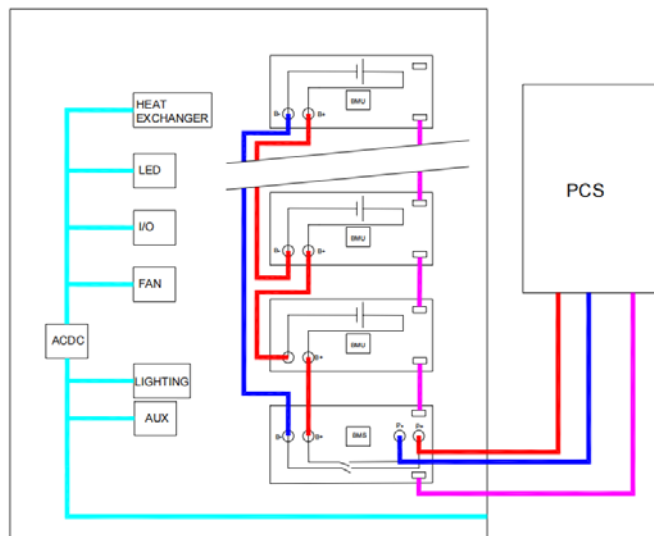 HEAT
EXCHANGER
LED
I/O
FAN
ACDC
LIGHTING
AUX
BMU
B-
B+
BMU
B-
B+
BMU
B+
BMS
B-
B+
P-
P+
PCS